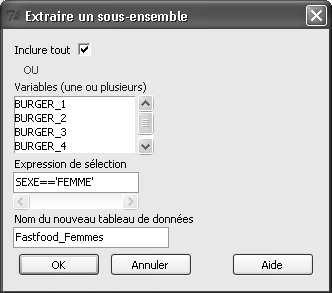 Extraire un sous-ensemble
Inclure tout
OU
Variables (une ou plusieurs)
BURGER_1
BURGER_2
BURGER_3
BURGER_4
Expression de sélection
SEXE=='FEMME'
Nom du nouveau tableau de données
Fastfood_Femmes
OK Annuler Aide